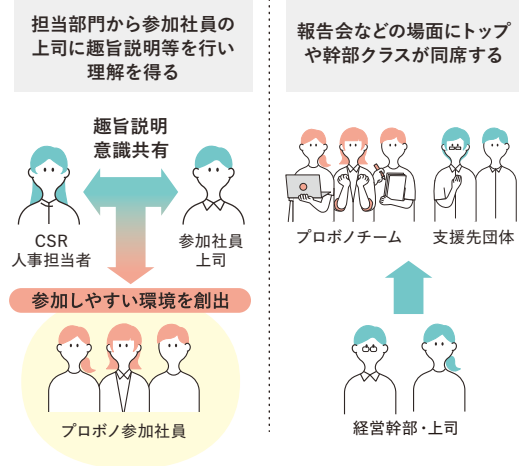 担当部門から参加社員の
上司に趣旨説明等を行い
理解を得る
趣旨説明
意識共有
CSR
人事担当者
参加社員
上司
参加しやすい環境を創出
プロボノ参加社員
報告会などの場面にトップ
や幹部クラスが同席する
プロボノチーム
支援先団体
経営幹部・上司